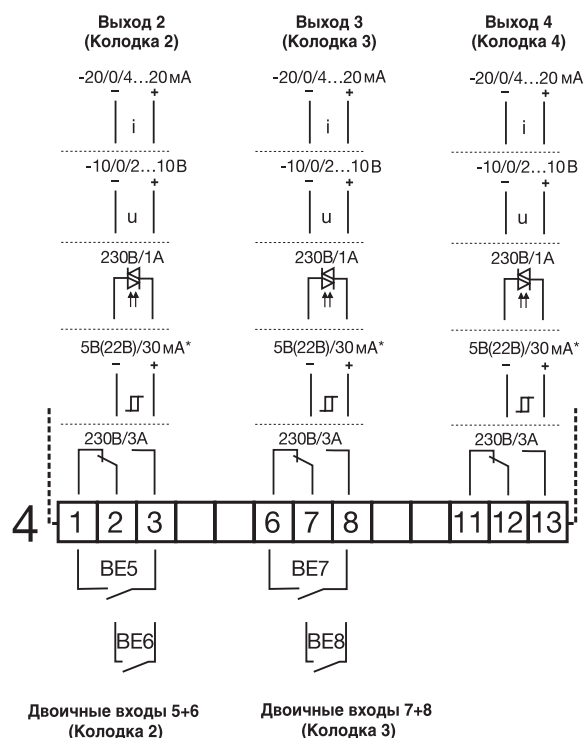 Выход 2 Выход 3 Выход 4
(Колодка 2) (Колодка 3) (Колодка 4)
-20/0/4...20 мА -20/0/4...20 мА -20/0/4...20 мА
− + − + − +
i i i
-10/0/2...10 В -10/0/2...10 В -10/0/2...10 В
− + − + − +
u u u
230В/1А 230В/1А 230В/1А
5В(22В)/30 мА* 5В(22В)/30 мА* 5В(22В)/30 мА*
− + − + − +
230В/3А 230В/3А 230В/3А
4 1 2 3 6 7 8 11 12 13
BE5 BE7
BE6 BE8
Двоичные входы 5+6 Двоичные входы 7+8
(Колодка 2) (Колодка 3)